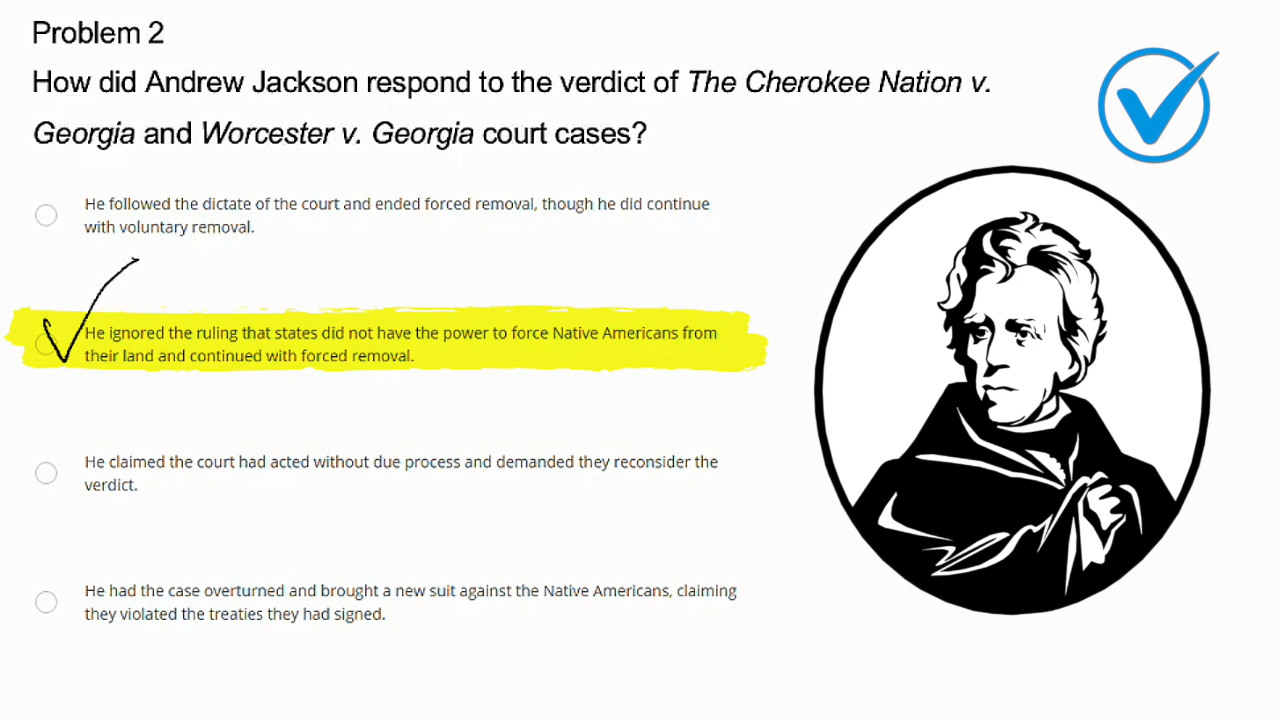 Problem 2
How did Andrew Jackson respond to the verdict of The Cherokee Nation v.
Georgia and Worcester v. Georgia court cases?
He followed the dictate of the court and ended forced removal, though he did continue
with voluntary removal.
He ignored the ruling that states did not have the power to force Native Americans from
their land and continued with forced removal.
He claimed the court had acted without due process and demanded they reconsider the
verdict.
He had the case overturned and brought a new suit against the Native Americans, claiming
they violated the treaties they had signed.